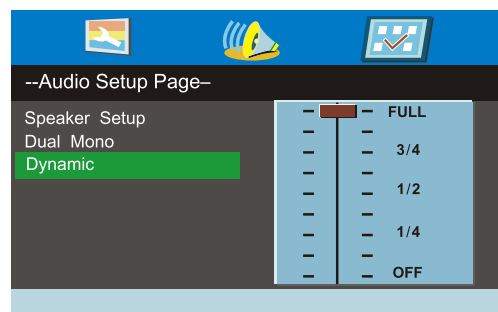 --Audio Setup Page–
Speaker Setup
Dual Mono
Dynamic
FULL
3/4
1/2
1/4
OFF